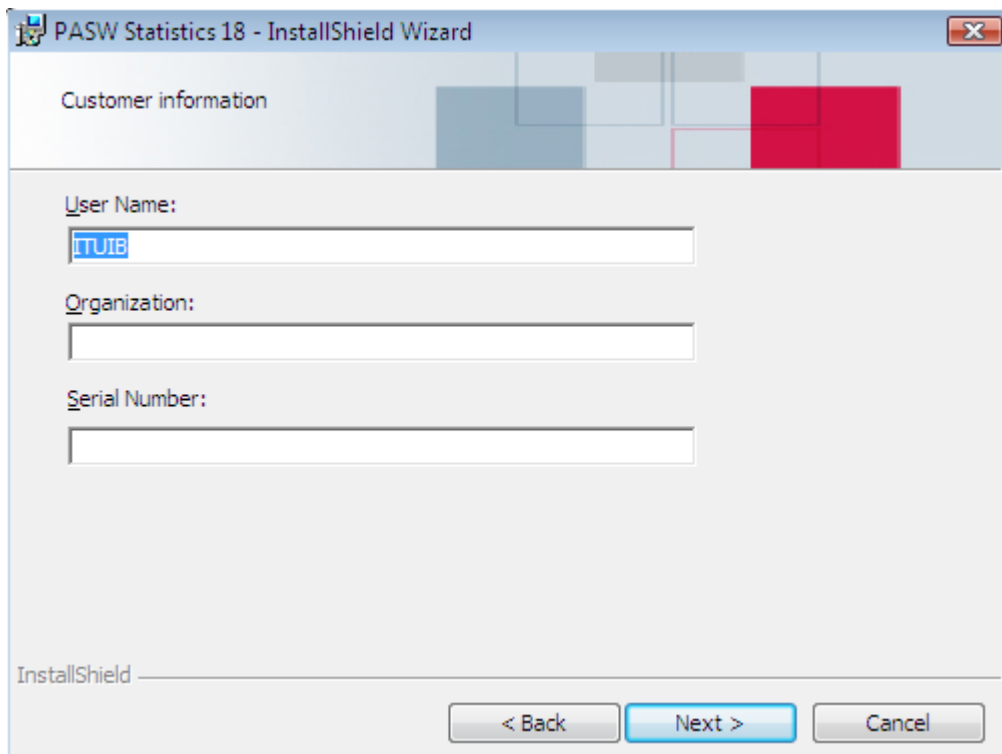 PASW Statistics 18 - InstallShield Wizard
Customer information
User Name:
ITUIB
Organization:
Serial Number:
InstallShield
< Back Next > Cancel